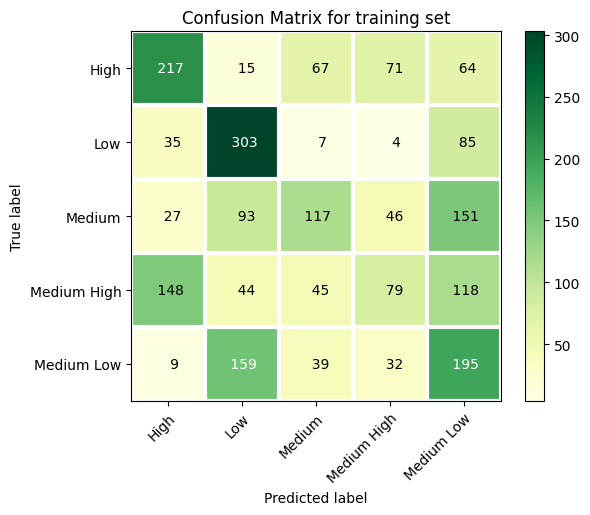 Confusion Matrix for training set
True label
High 217 15 67 71 64
Low 35 303 7 4 85
Medium 27 93 117 46 151
Medium High 148 44 45 79 118
Medium Low 9 159 39 32 195
High Low Medium Medium High Medium Low
Predicted label
300
250
200
150
100
50